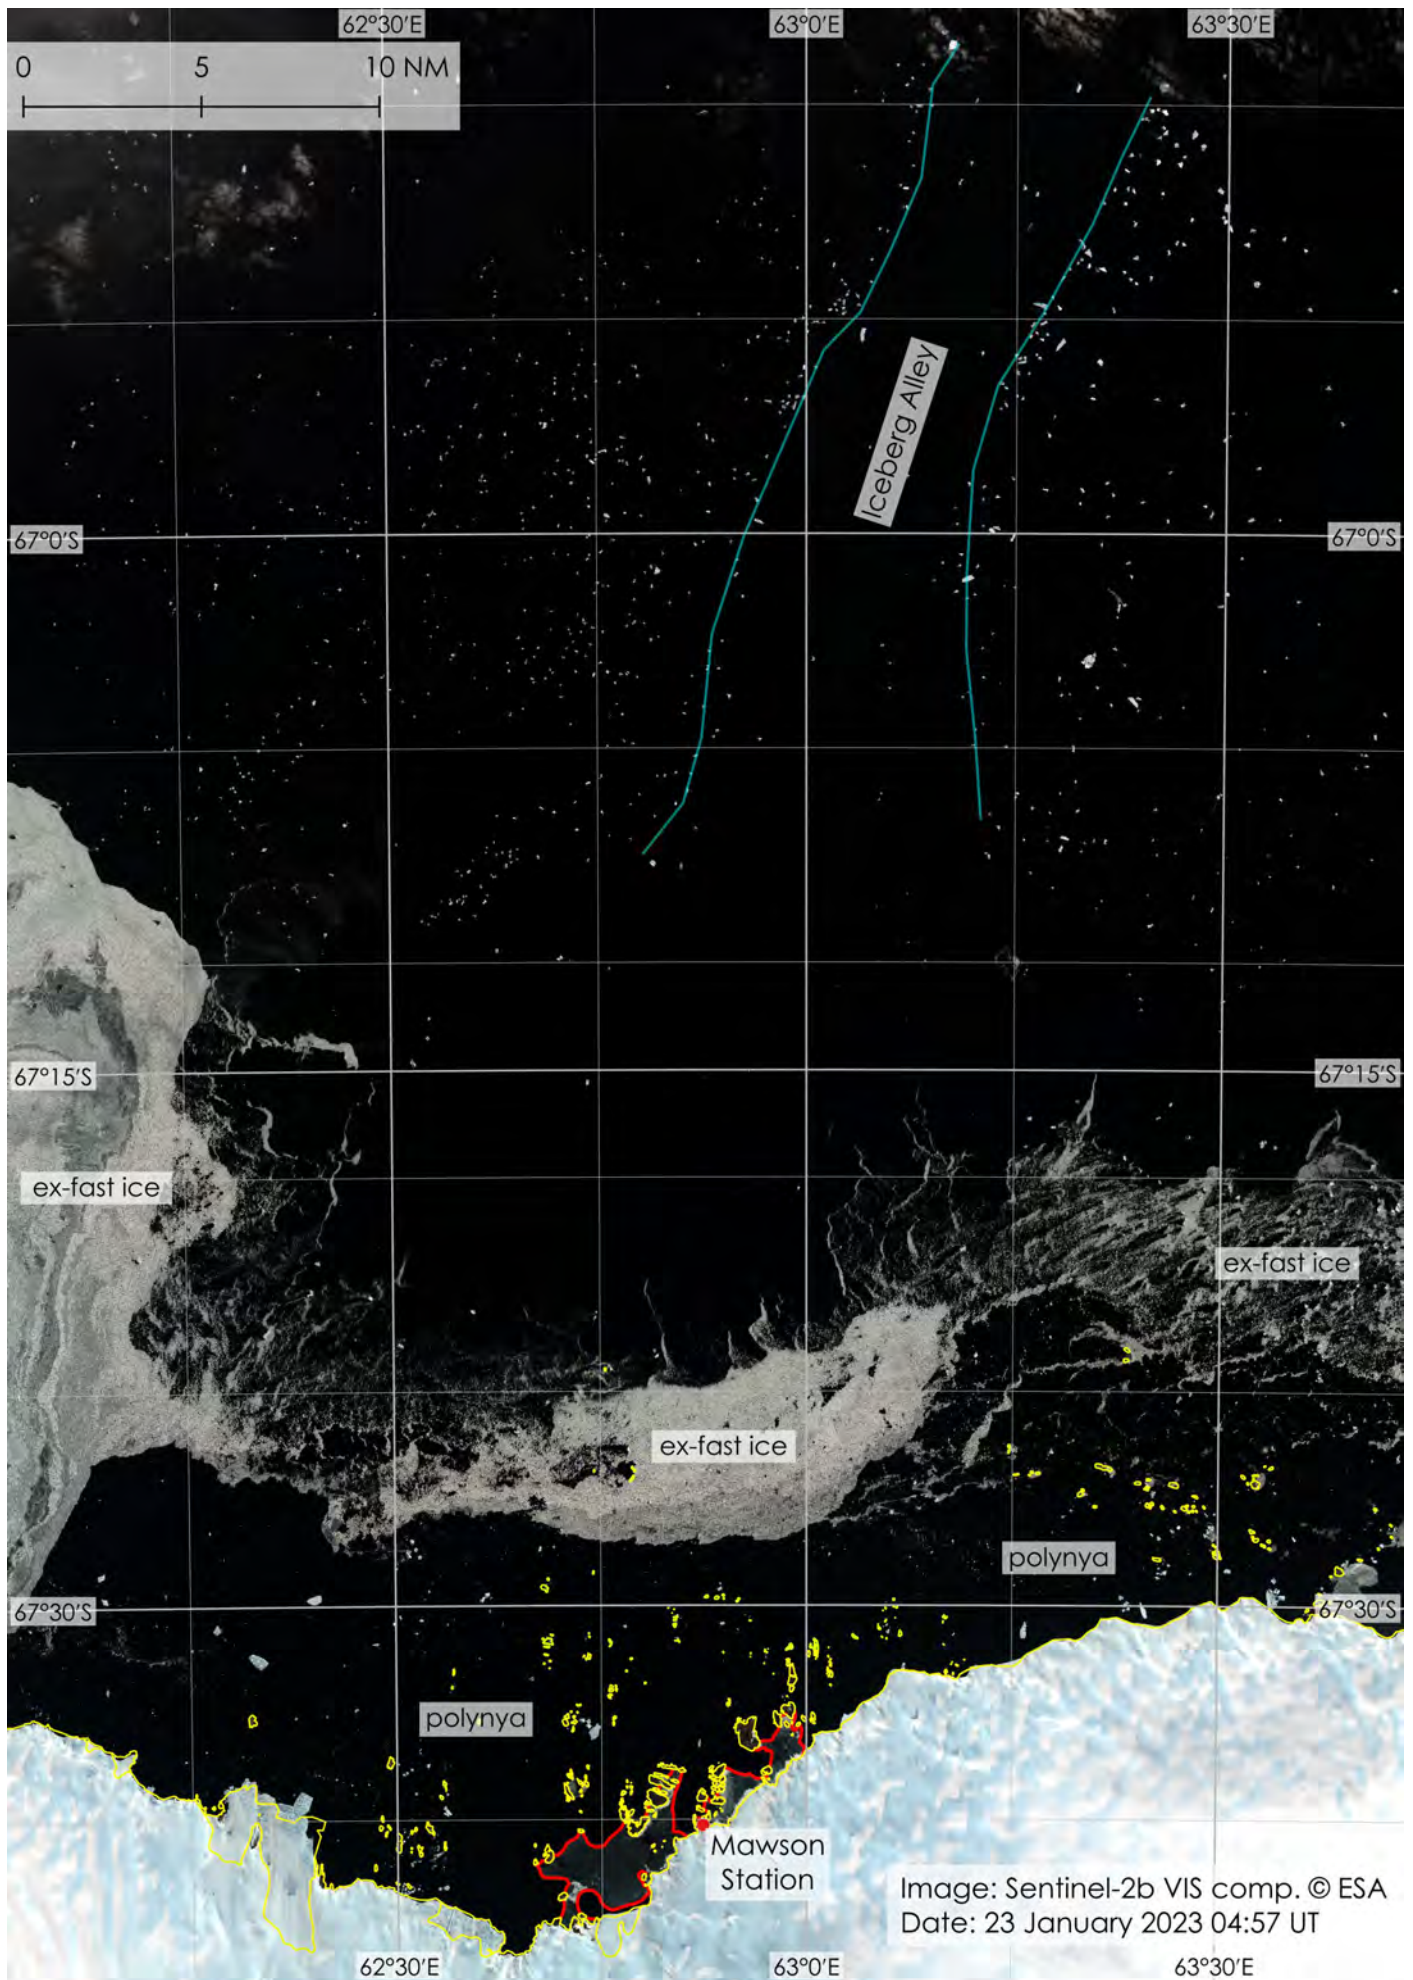 62°30'E
63°0'E
63°30'E
0
5
10 NM
Iceberg Alley
67°0'S
67°0'S
67°15'S
67°15'S
ex-fast ice
ex-fast ice
ex-fast ice
polynya
67°30'S
67°30'S
polynya
Mawson
Station
Image: Sentinel-2b VIS comp. © ESA
Date: 23 January 2023 04:57 UT
62°30'E
63°0'E
63°30'E